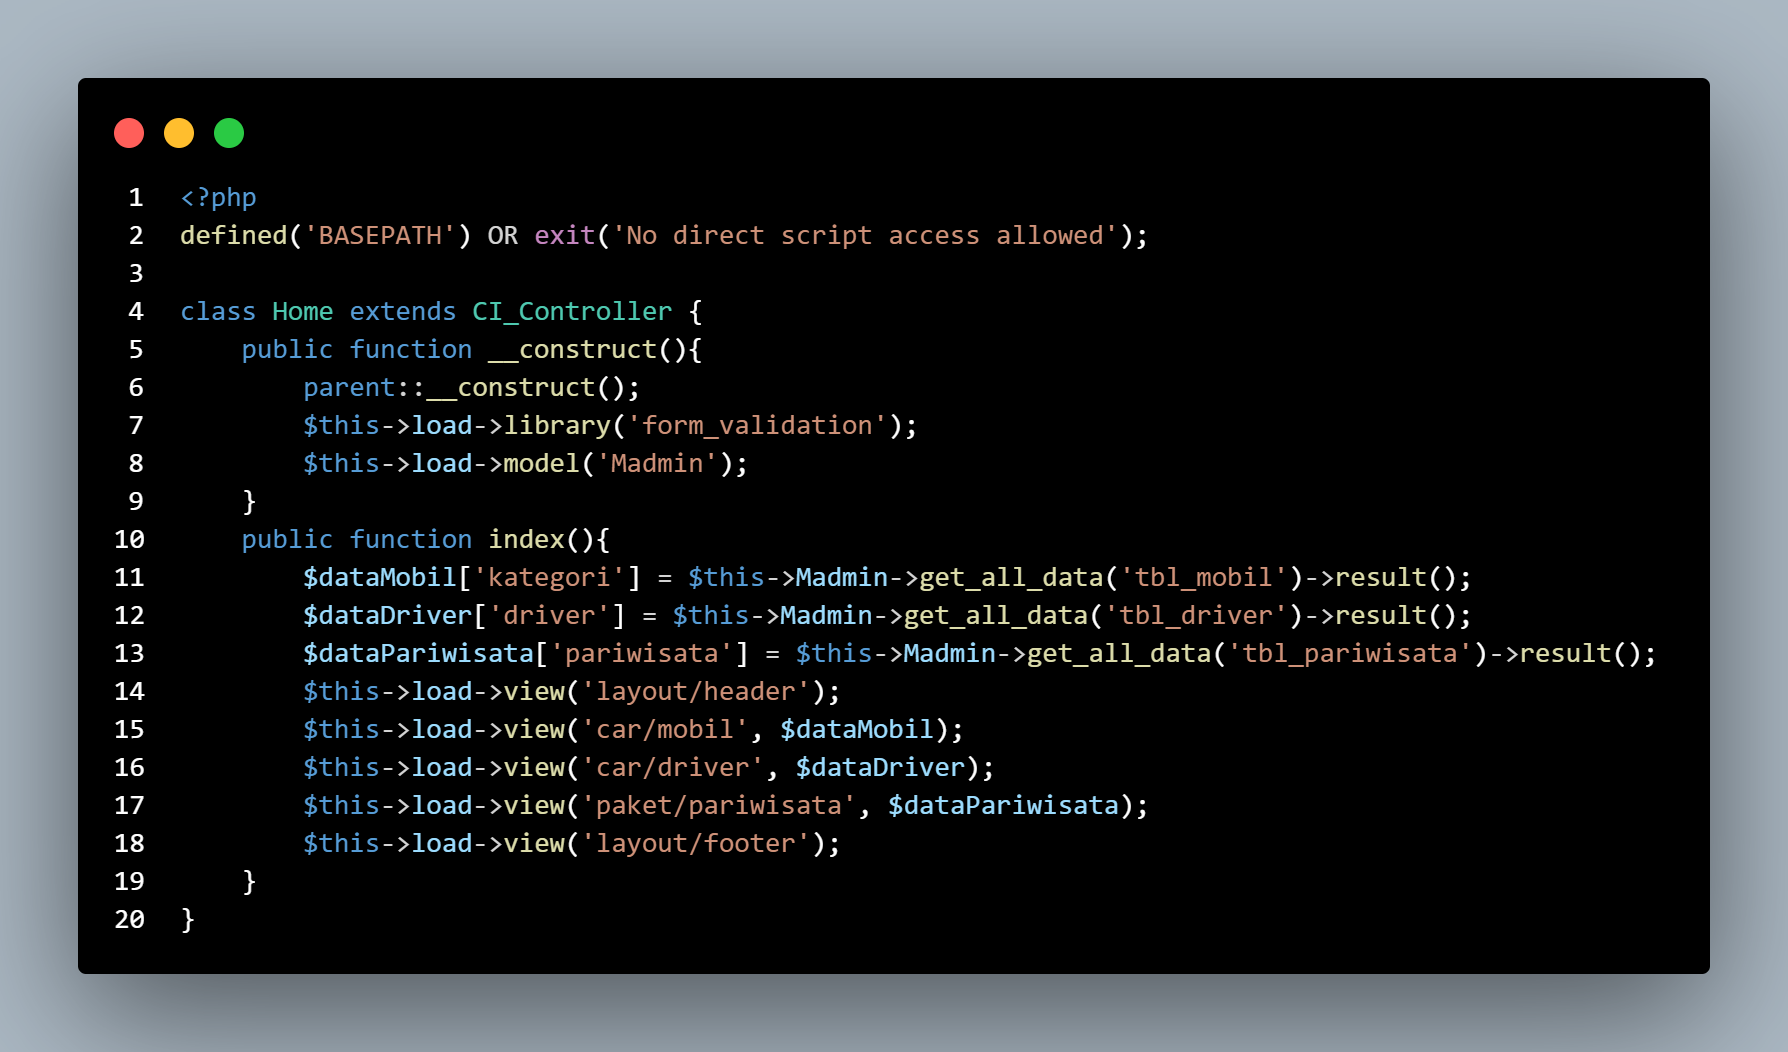 1 <?php
2 defined('BASEPATH') OR exit('No direct script access allowed');
3
4 class Home extends CI_Controller {
5     public function __construct(){
6         parent::__construct();
7         $this->load->library('form_validation');
8         $this->load->model('Madmin');
9     }
10     public function index(){
11         $dataMobil['kategori'] = $this->Madmin->get_all_data('tbl_mobil')->result();
12         $dataDriver['driver'] = $this->Madmin->get_all_data('tbl_driver')->result();
13         $dataPariwisata['pariwisata'] = $this->Madmin->get_all_data('tbl_pariwisata')->result();
14         $this->load->view('layout/header');
15         $this->load->view('car/mobil', $dataMobil);
16         $this->load->view('car/driver', $dataDriver);
17         $this->load->view('paket/pariwisata', $dataPariwisata);
18         $this->load->view('layout/footer');
19     }
20 }